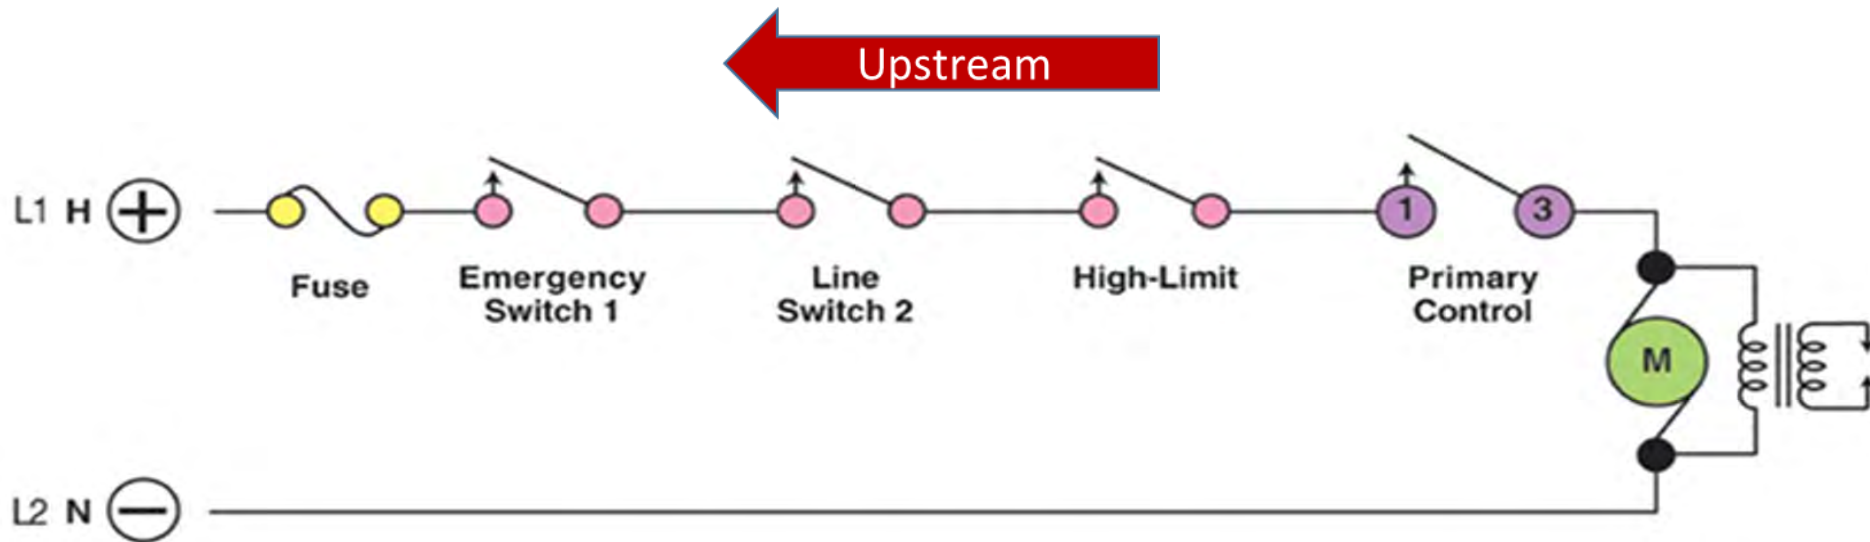 Upstream
L1 H +
1
3
Fuse
Emergency
Switch 1
Line
Switch 2
High-Limit
Primary
Control
M
L2 N −